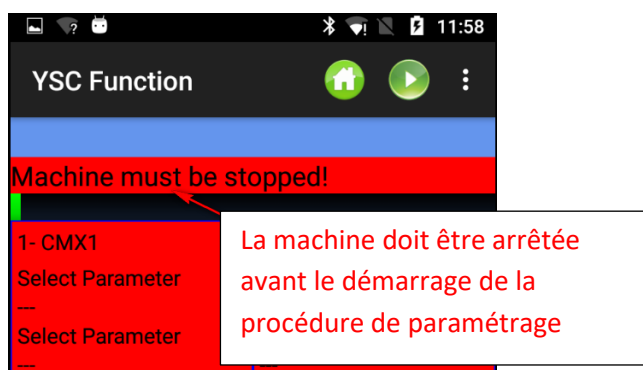 11:58
YSC Function
Machine must be stopped!
1- CMX1
Select Parameter
---
Select Parameter
---
---
La machine doit être arrêtée
avant le démarrage de la
procédure de paramétrage